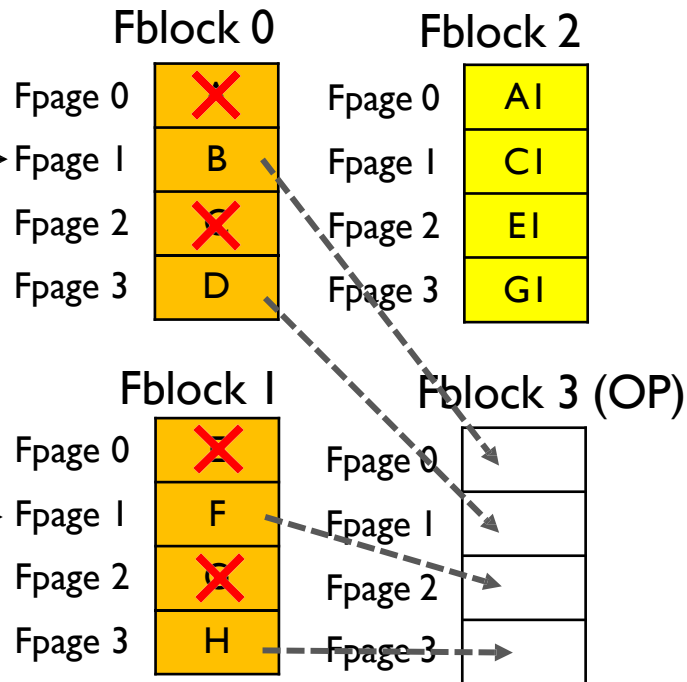 Fblock 0
Fpage 0
Fpage 1 B
Fpage 2
Fpage 3 D
Fblock 2
Fpage 0 A1
Fpage 1 C1
Fpage 2 E1
Fpage 3 G1
Fblock 1
Fpage 0
Fpage 1 F
Fpage 2
Fpage 3 H
Fblock 3 (OP)
Fpage 0
Fpage 1
Fpage 2
Fpage 3